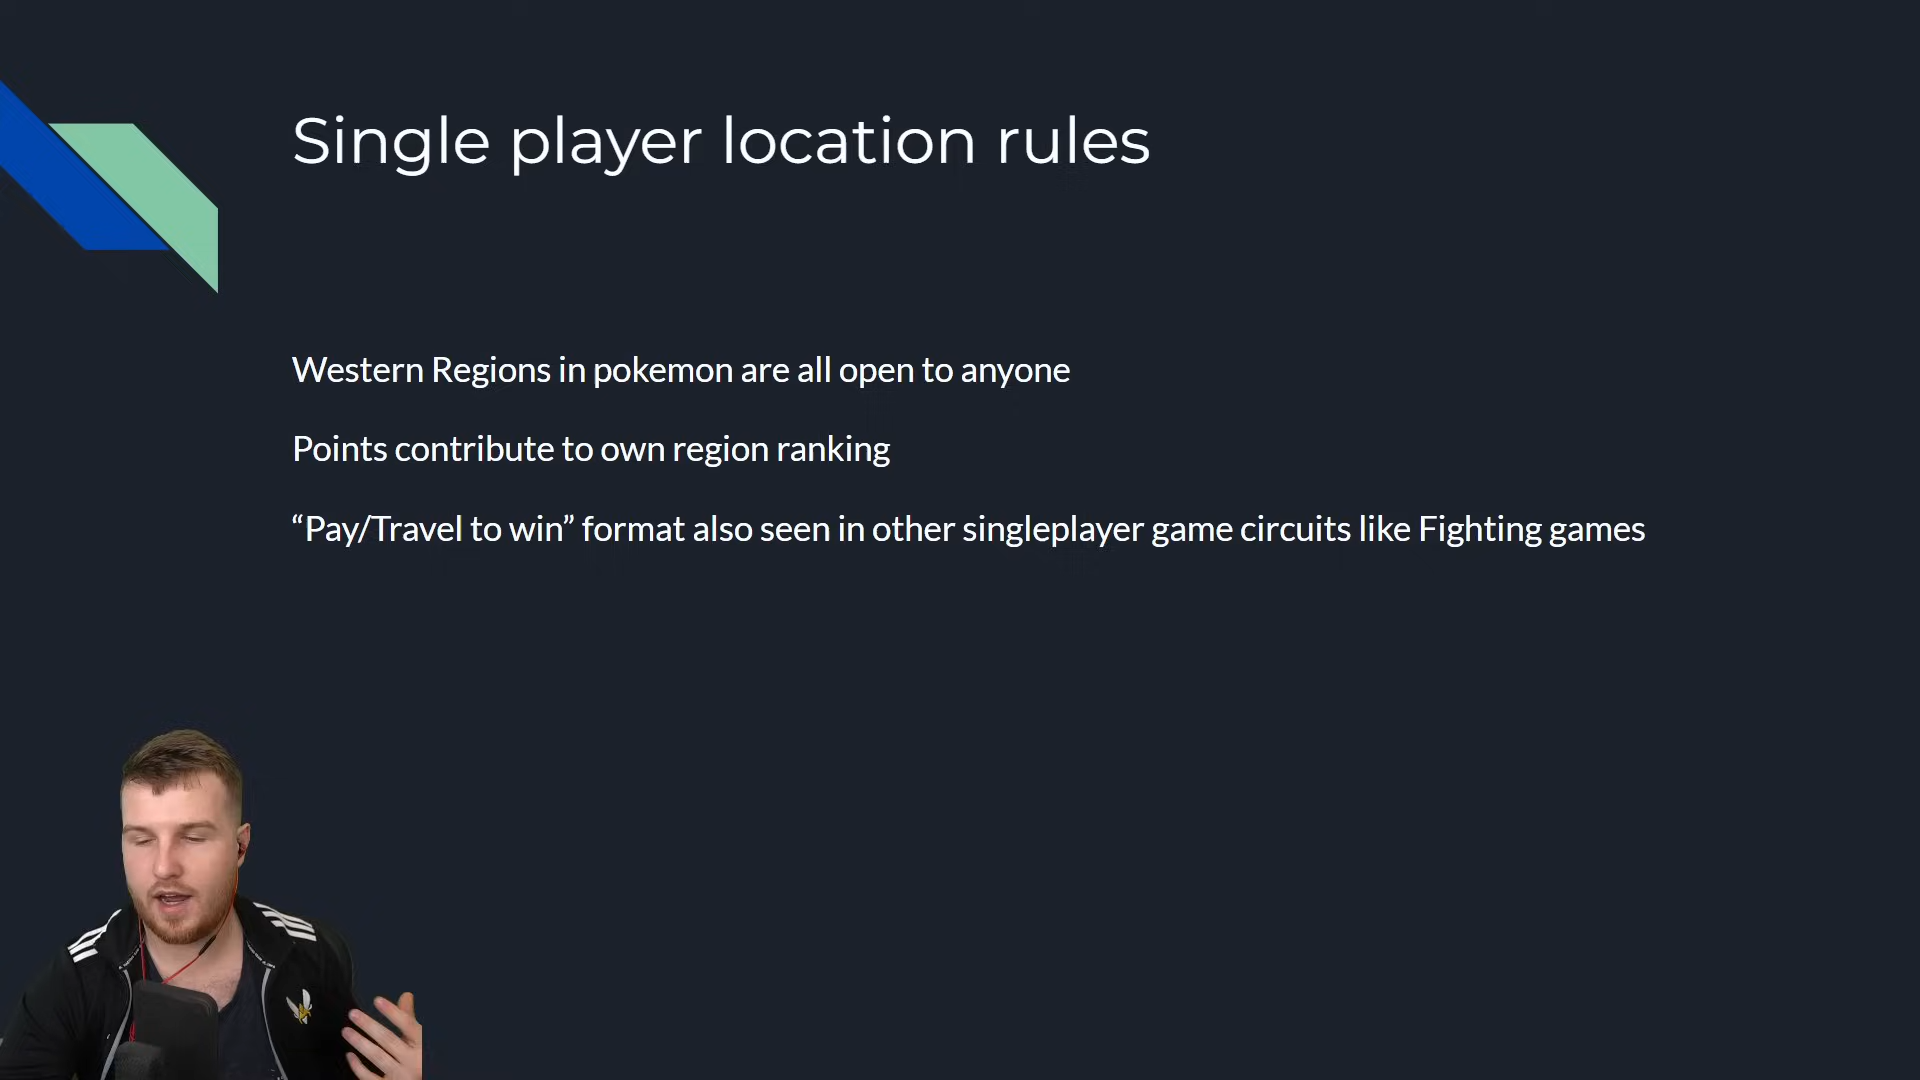 Single player location rules
Western Regions in pokemon are all open to anyone
Points contribute to own region ranking
“Pay/Travel to win” format also seen in other singleplayer game circuits like Fighting games